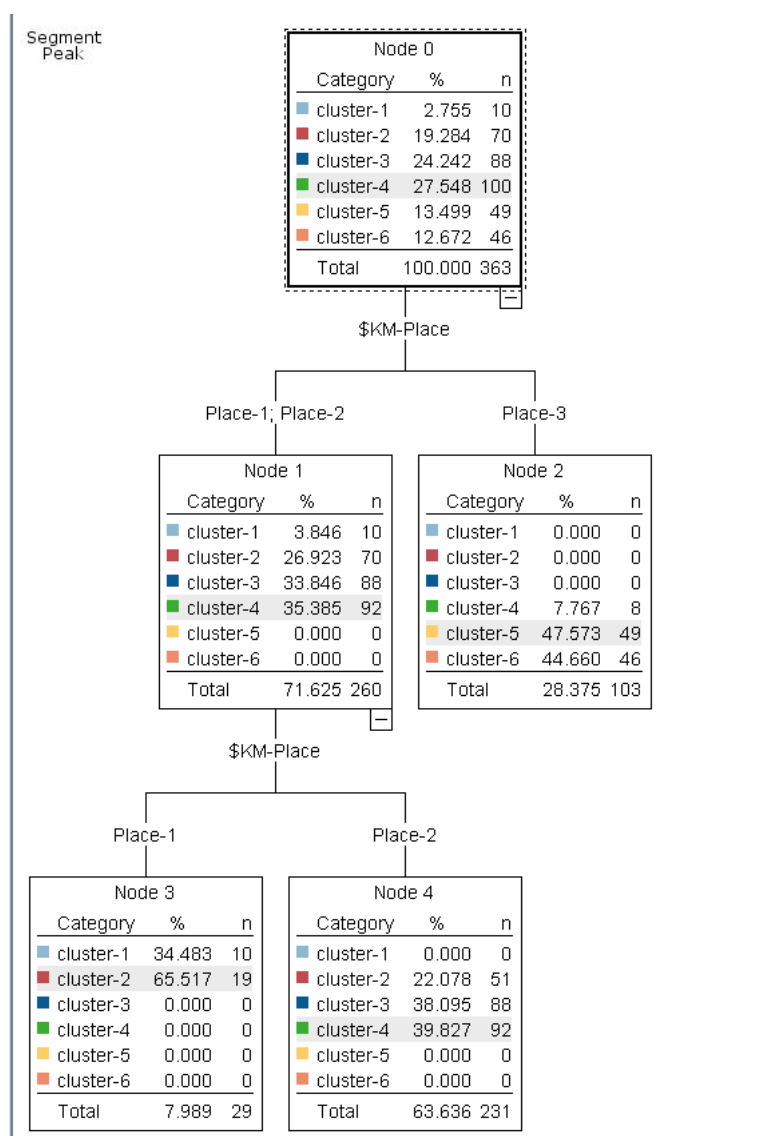 Segment
Peak
Node 0
Category % n
cluster-1 2.755 10
cluster-2 19.284 70
cluster-3 24.242 88
cluster-4 27.548 100
cluster-5 13.499 49
cluster-6 12.672 46
Total 100.000 363
$KM-Place
Place-1; Place-2
Place-3
Node 1
Category % n
cluster-1 3.846 10
cluster-2 26.923 70
cluster-3 33.846 88
cluster-4 35.385 92
cluster-5 0.000 0
cluster-6 0.000 0
Total 71.625 260
Node 2
Category % n
cluster-1 0.000 0
cluster-2 0.000 0
cluster-3 0.000 0
cluster-4 7.767 8
cluster-5 47.573 49
cluster-6 44.660 46
Total 28.375 103
$KM-Place
Place-1
Place-2
Node 3
Category % n
cluster-1 34.483 10
cluster-2 65.517 19
cluster-3 0.000 0
cluster-4 0.000 0
cluster-5 0.000 0
cluster-6 0.000 0
Total 7.989 29
Node 4
Category % n
cluster-1 0.000 0
cluster-2 22.078 51
cluster-3 38.095 88
cluster-4 39.827 92
cluster-5 0.000 0
cluster-6 0.000 0
Total 63.636 231